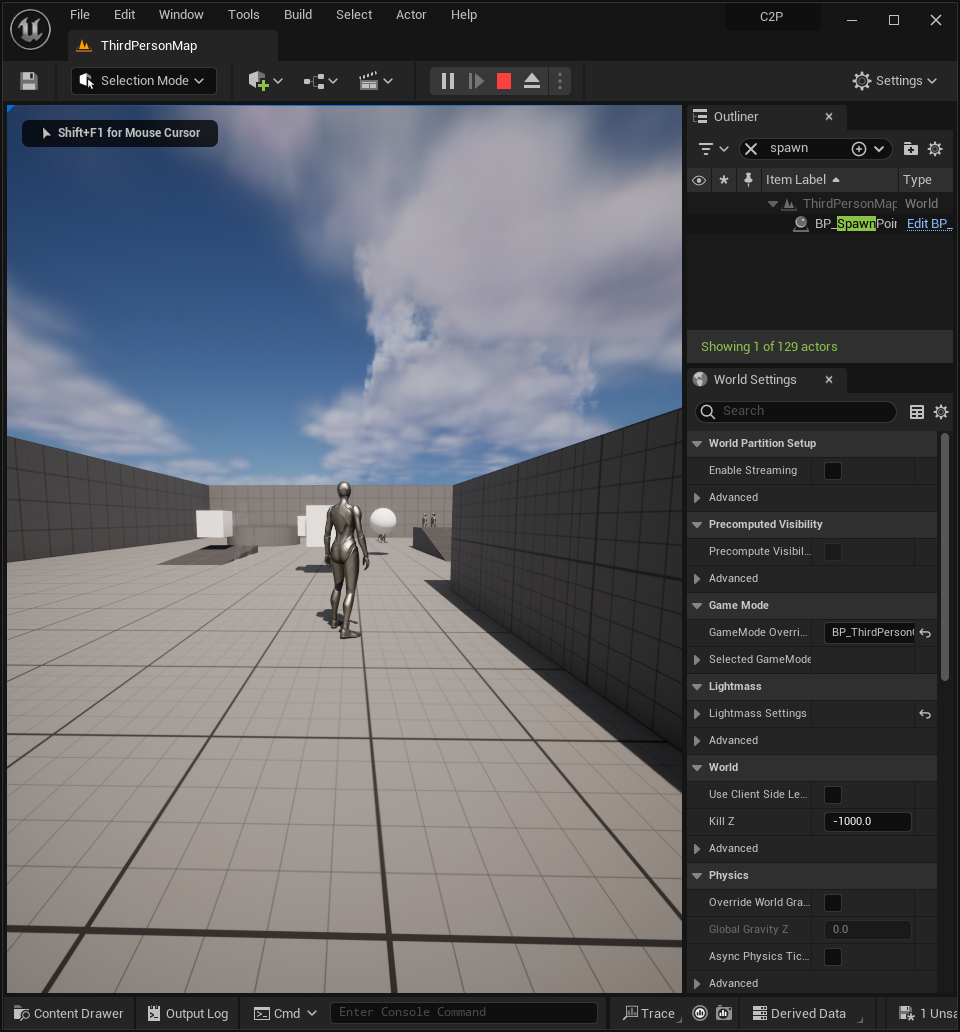 File Edit Window Tools Build Select Actor Help
C2P
ThirdPersonMap
Selection Mode
Settings
Shift+F1 for Mouse Cursor
Outliner
spawn
Item Label Type
ThirdPersonMap World
BP_SpawnPoin Edit BP_
Showing 1 of 129 actors
World Settings
Search
World Partition Setup
Enable Streaming
Advanced
Precomputed Visibility
Precompute Visibil...
Advanced
Game Mode
GameMode Overri... BP_ThirdPerson
Selected GameMode
Lightmass
Lightmass Settings
Advanced
World
Use Client Side Le...
Kill Z -1000.0
Advanced
Physics
Override World Gra...
Global Gravity Z 0.0
Async Physics Tic...
Advanced
Content Drawer Output Log Cmd Enter Console Command Trace Derived Data 1 Unsa